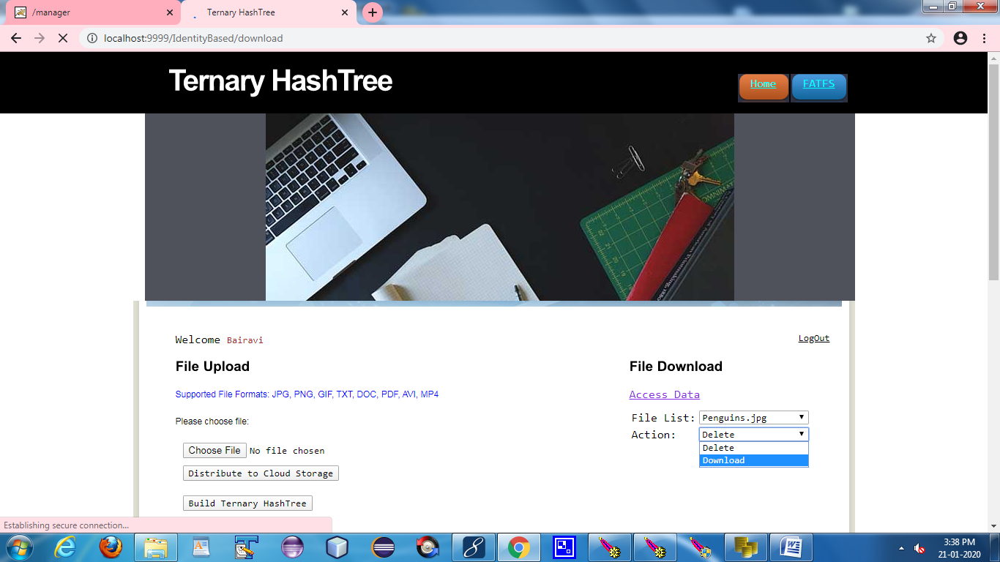 /manager
Ternary HashTree
localhost:9999/IdentityBased/download
Ternary HashTree
Home
FATFS
Welcome Bairavi
LogOut
File Upload
Supported File Formats: JPG, PNG, GIF, TXT, DOC, PDF, AVI, MP4
Please choose file:
Choose File No file chosen
Distribute to Cloud Storage
Build Ternary HashTree
File Download
Access Data
File List: Penguins.jpg
Action: Delete
Delete
Download
Establishing secure connection...
3:38 PM
21-01-2020